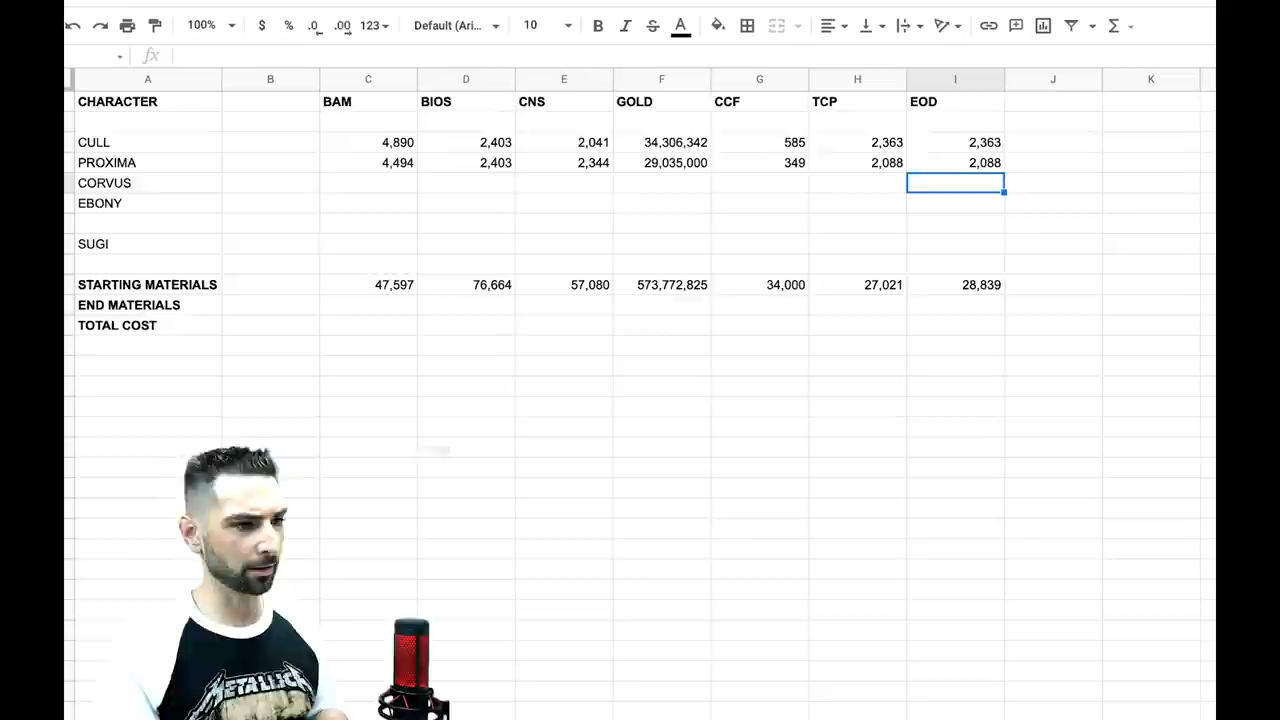 100% $ % .0 .00 123 Default (Ari... 10 B I S A Σ
fx
A B C D E F G H I J K
CHARACTER BAM BIOS CNS GOLD CCF TCP EOD
CULL 4,890 2,403 2,041 34,306,342 585 2,363 2,363
PROXIMA 4,494 2,403 2,344 29,035,000 349 2,088 2,088
CORVUS
EBONY
SUGI
STARTING MATERIALS 47,597 76,664 57,080 573,772,825 34,000 27,021 28,839
END MATERIALS
TOTAL COST
METALLICA